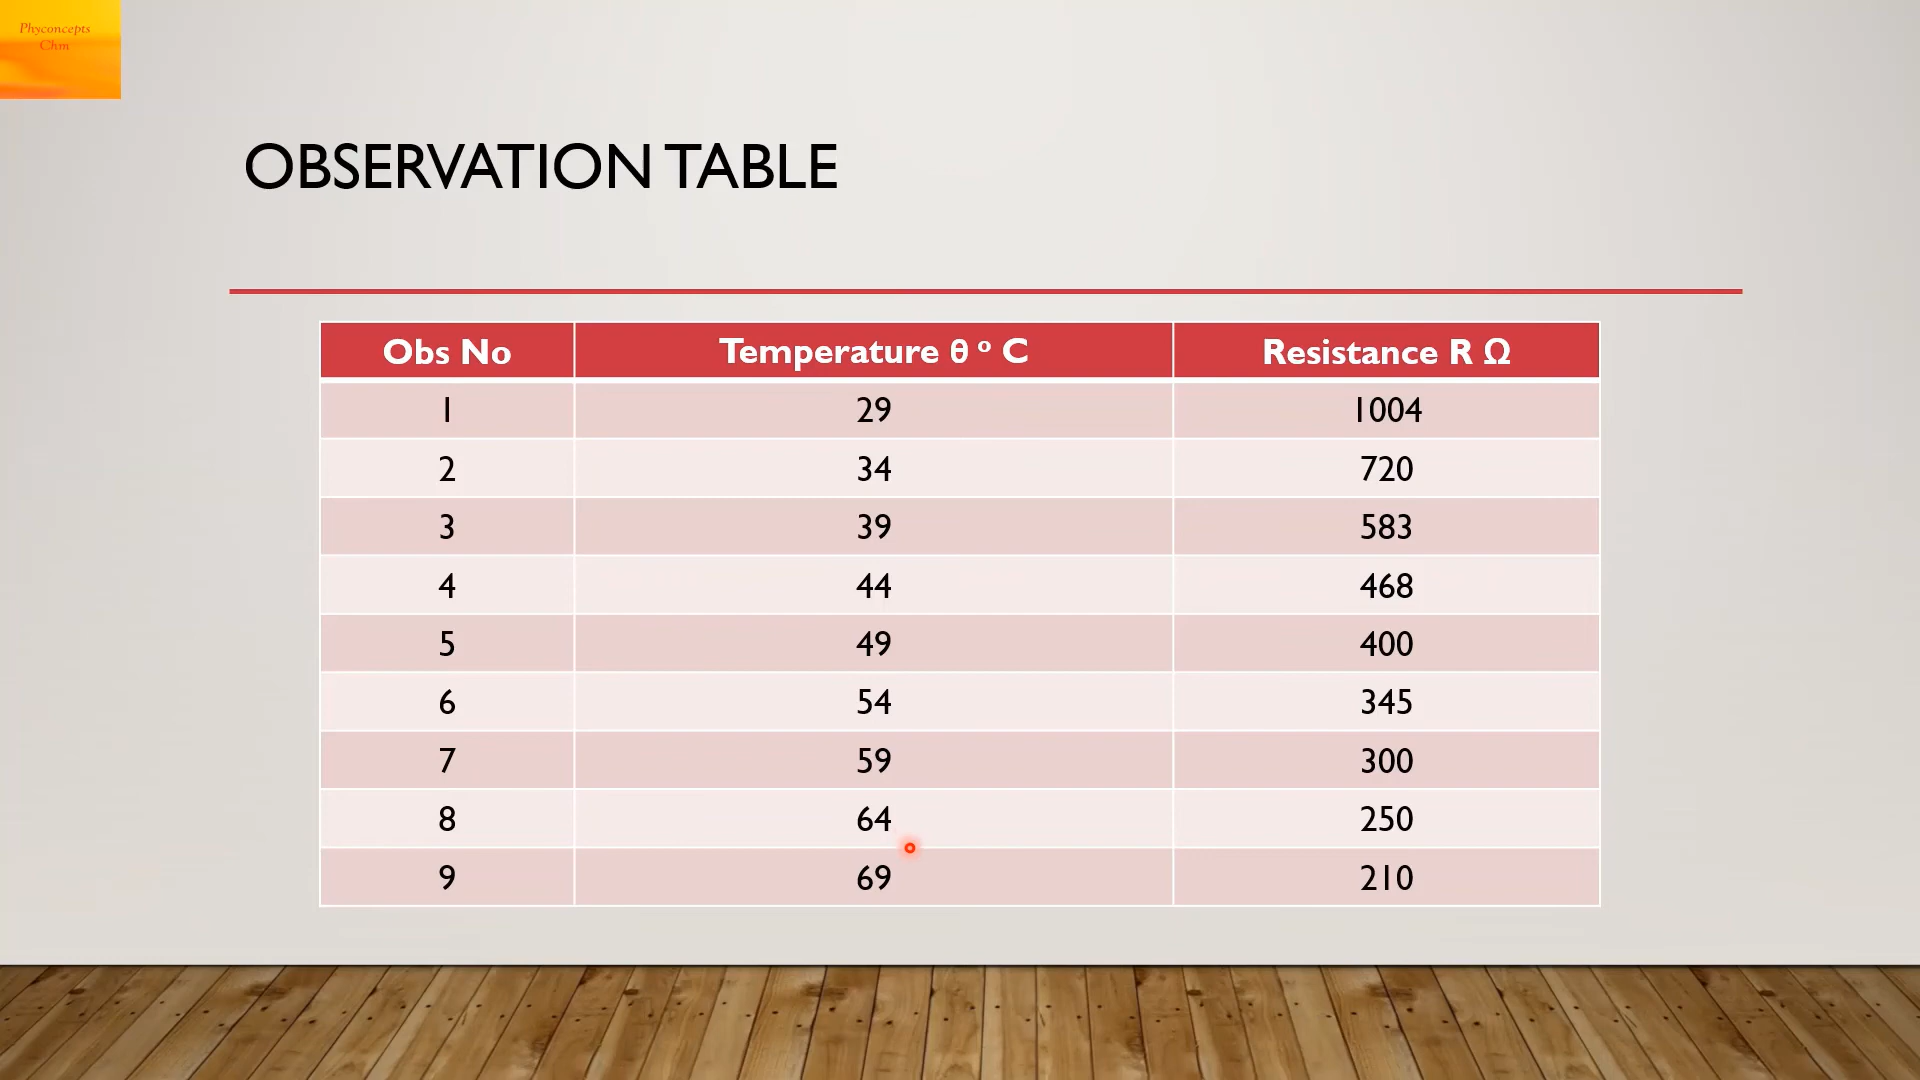 Phyconcepts
Chm
OBSERVATION TABLE
Obs No Temperature θ ° C Resistance R Ω
1 29 1004
2 34 720
3 39 583
4 44 468
5 49 400
6 54 345
7 59 300
8 64 250
9 69 210